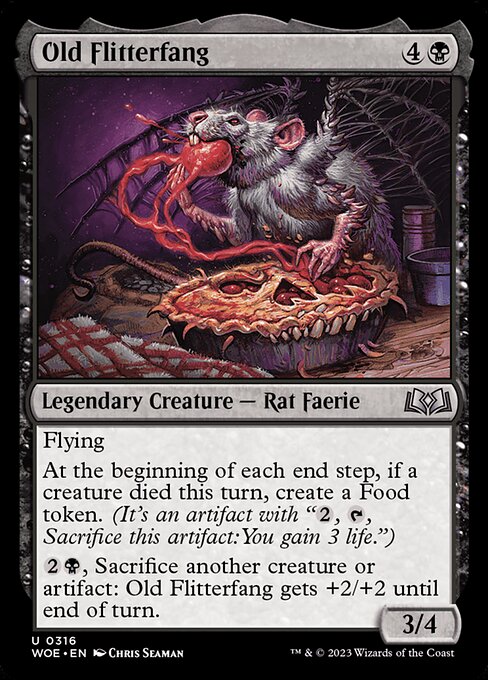 Old Flitterfang 4
Legendary Creature — Rat Faerie
Flying
At the beginning of each end step, if a
creature died this turn, create a Food
token. (It's an artifact with “2, ,
Sacrifice this artifact:You gain 3 life.”)
2 , Sacrifice another creature or
artifact: Old Flitterfang gets +2/+2 until
end of turn.
3/4
U 0316
WOE • EN Chris Seaman
™ & © 2023 Wizards of the Coast